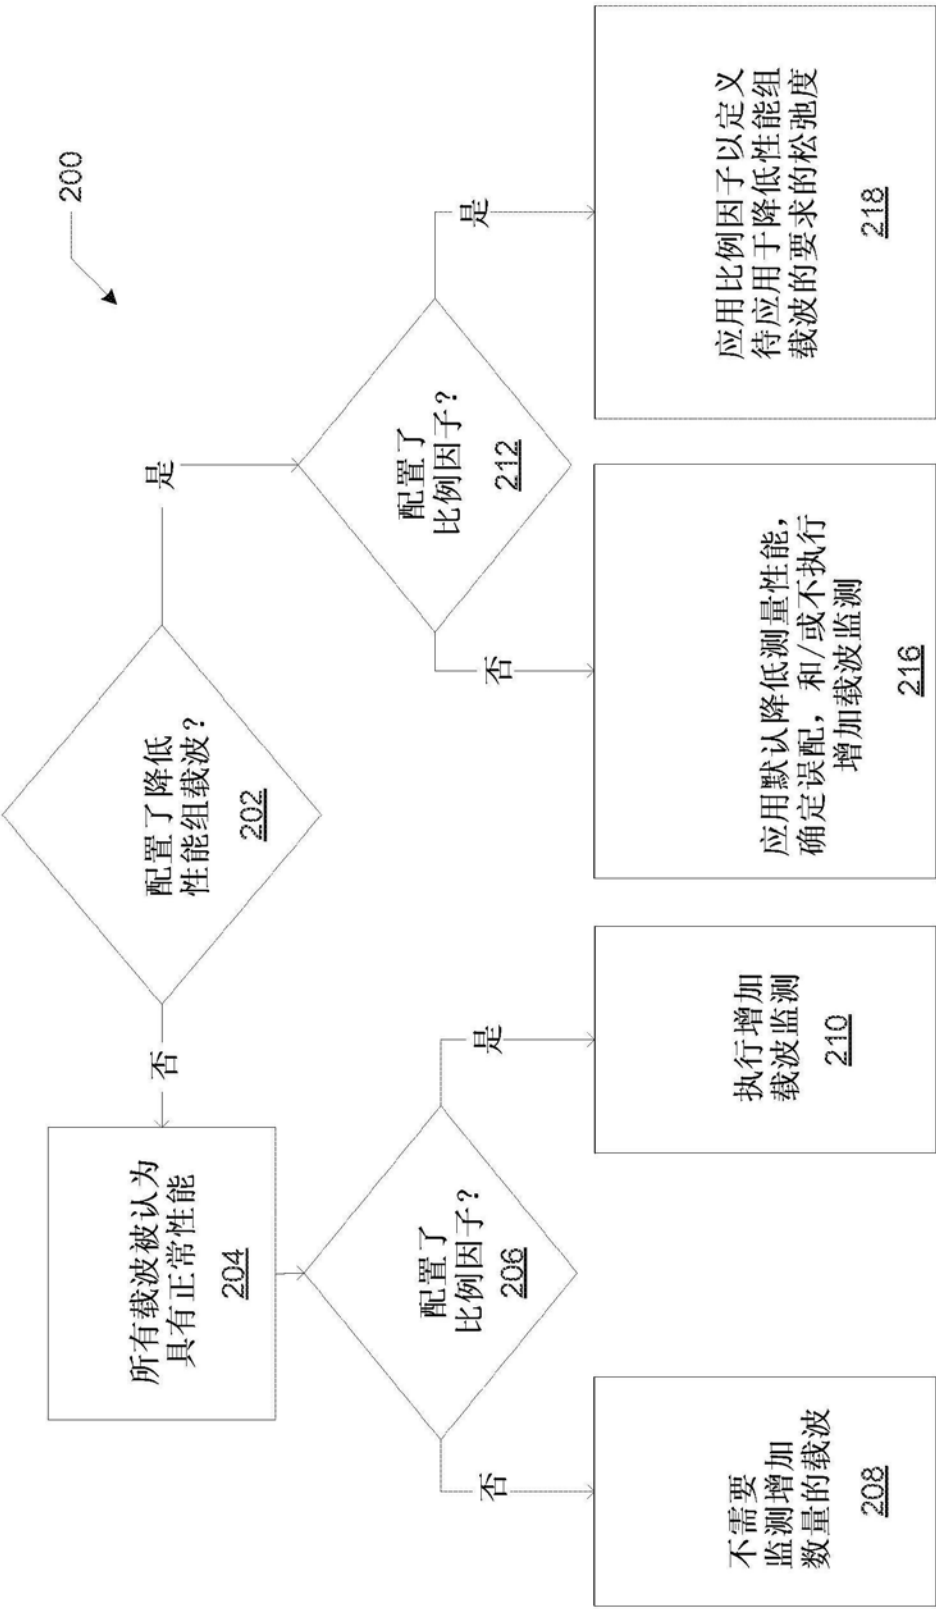 200
配置了降低
性能组载波?
202
否
是
所有载波被认为
具有正常性能
204
配置了
比例因子?
206
否
是
配置了
比例因子?
212
否
是
不需要
监测增加
数量的载波
208
执行增加
载波监测
210
应用默认降低测量性能，
确定误配，和/或不执行
增加载波监测
216
应用比例因子以定义
待应用于降低性能组
载波的要求的松弛度
218